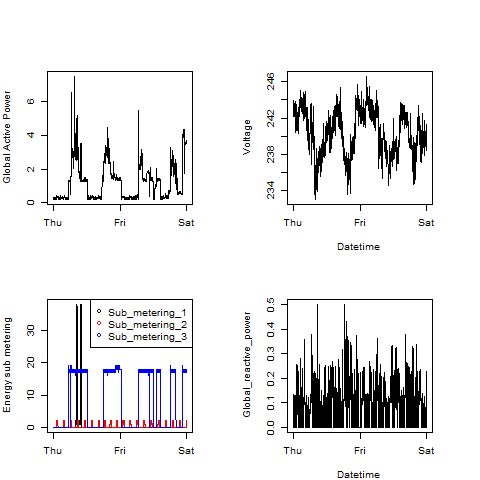 Global Active Power
0 2 4 6
Thu Fri Sat
Voltage
234 238 242 246
Thu Fri Sat
Datetime
Energy sub metering
0 10 20 30
Thu Fri Sat
Sub_metering_1
Sub_metering_2
Sub_metering_3
Global_reactive_power
0.0 0.1 0.2 0.3 0.4 0.5
Thu Fri Sat
Datetime